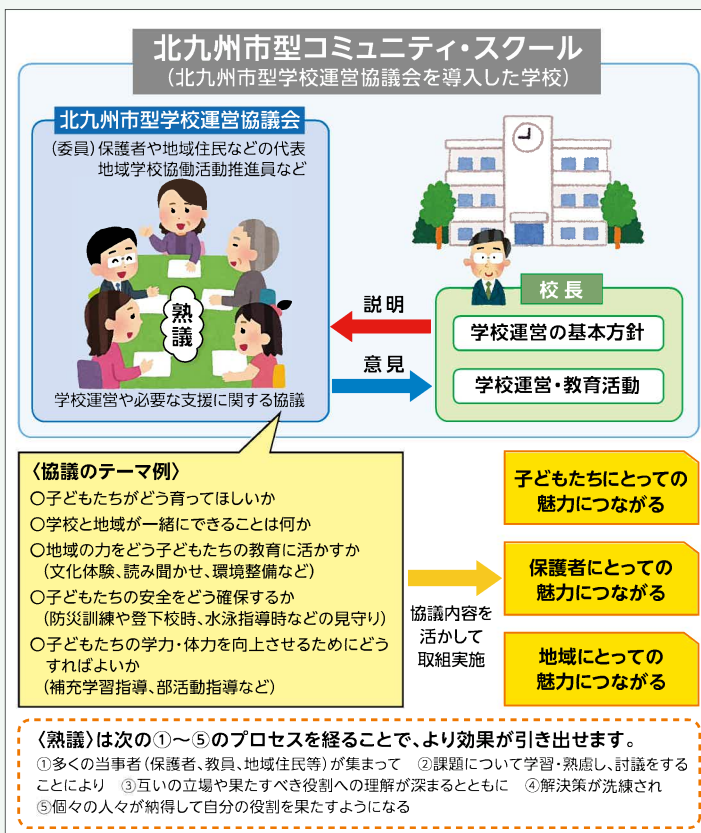 北九州市型コミュニティ・スクール
(北九州市型学校運営協議会を導入した学校)
北九州市型学校運営協議会
(委員)保護者や地域住民などの代表
地域学校協働活動推進員など
熟議
学校運営や必要な支援に関する協議
説明
意見
校長
学校運営の基本方針
学校運営・教育活動
〈協議のテーマ例〉
○子どもたちがどう育ってほしいか
○学校と地域が一緒にできることは何か
○地域の力をどう子どもたちの教育に活かすか
(文化体験、読み聞かせ、環境整備など)
○子どもたちの安全をどう確保するか
(防災訓練や登下校時、水泳指導時などの見守り)
○子どもたちの学力・体力を向上させるためにどう
すればよいか
(補充学習指導、部活動指導など)
協議内容を
活かして
取組実施
子どもたちにとっての
魅力につながる
保護者にとっての
魅力につながる
地域にとっての
魅力につながる
〈熟議〉は次の①～⑤のプロセスを経ることで、より効果が引き出せます。
①多くの当事者(保護者、教員、地域住民等)が集まって ②課題について学習・熟慮し、討議をする
ことにより ③互いの立場や果たすべき役割への理解が深まるとともに ④解決策が洗練され
⑤個々の人々が納得して自分の役割を果たすようになる